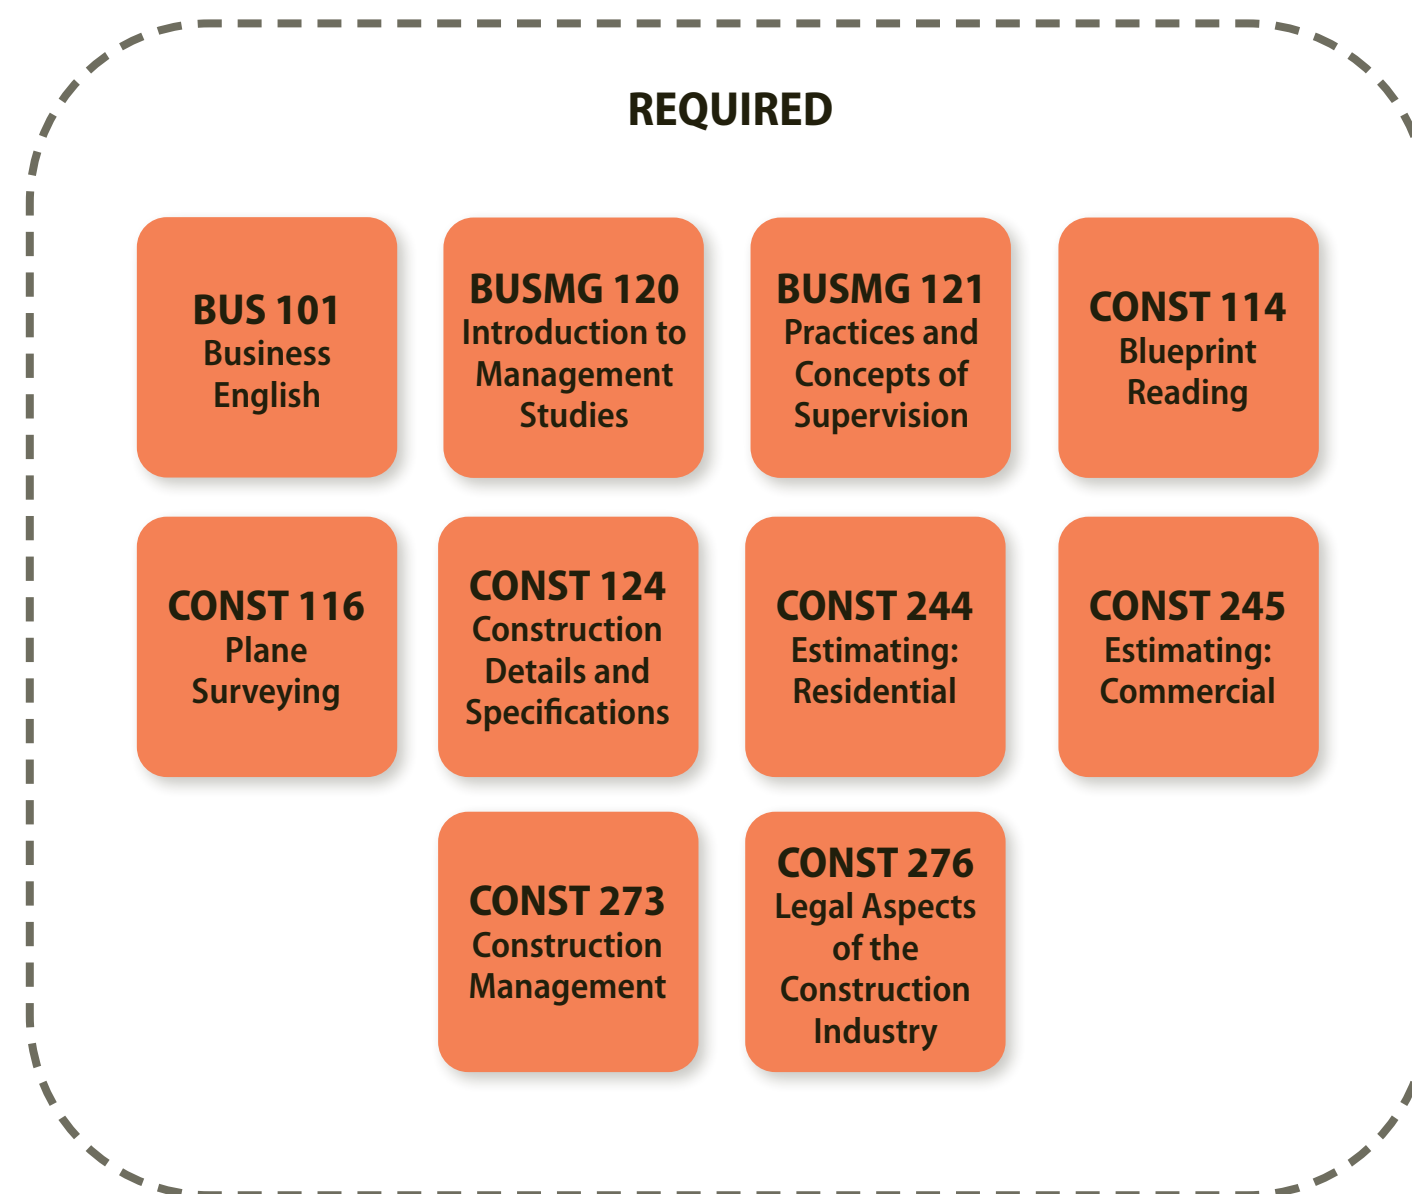 REQUIRED
BUS 101
Business
English
BUSMG 120
Introduction to
Management
Studies
BUSMG 121
Practices and
Concepts of
Supervision
CONST 114
Blueprint
Reading
CONST 116
Plane
Surveying
CONST 124
Construction
Details and
Specifications
CONST 244
Estimating:
Residential
CONST 245
Estimating:
Commercial
CONST 273
Construction
Management
CONST 276
Legal Aspects
of the
Construction
Industry